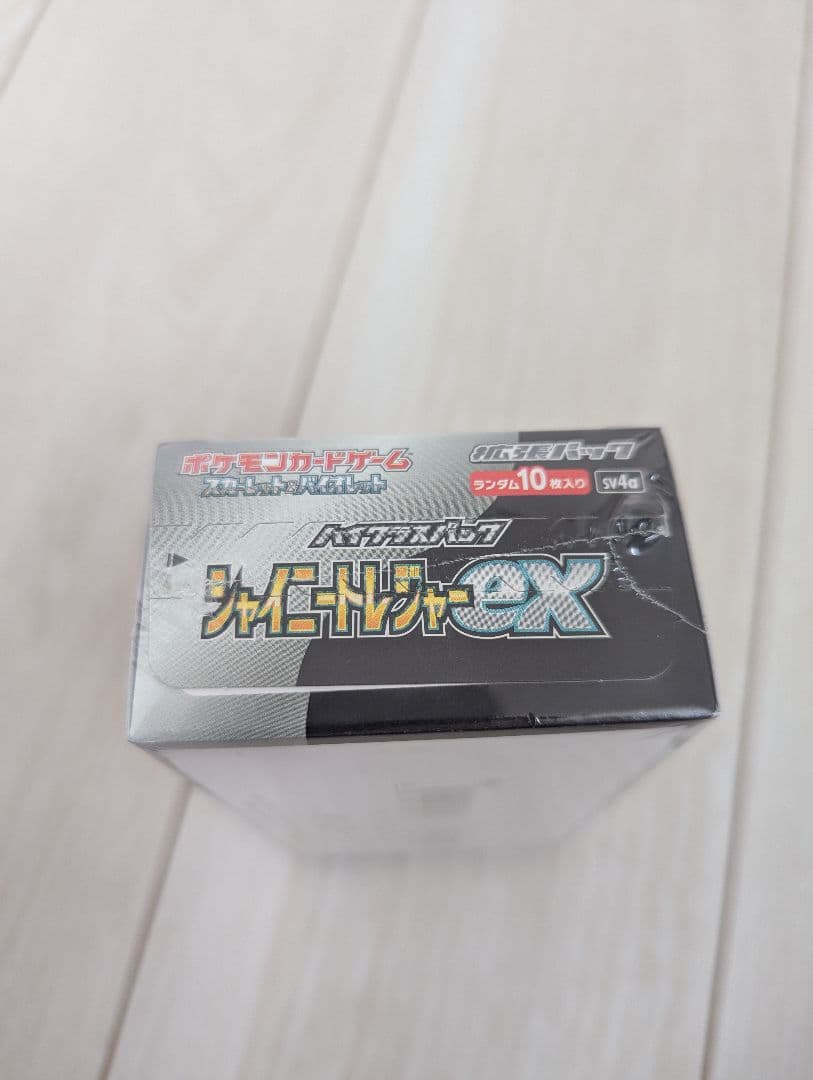 ポケモンカードゲーム
スカーレット&バイオレット
拡張パック
ランダム10枚入り
SV4a
ハイクラスパック
シャイニートレジャーex